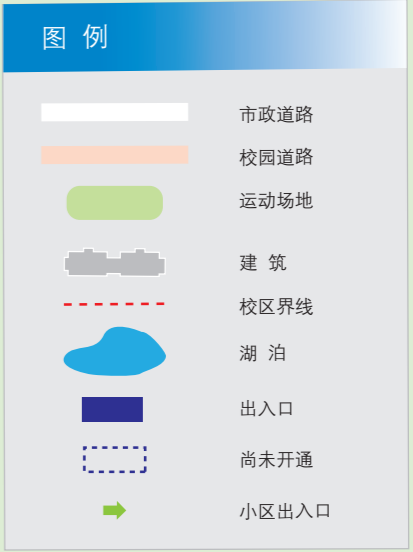 图 例
市政道路
校园道路
运动场地
建 筑
校区界线
湖 泊
出入口
尚未开通
小区出入口